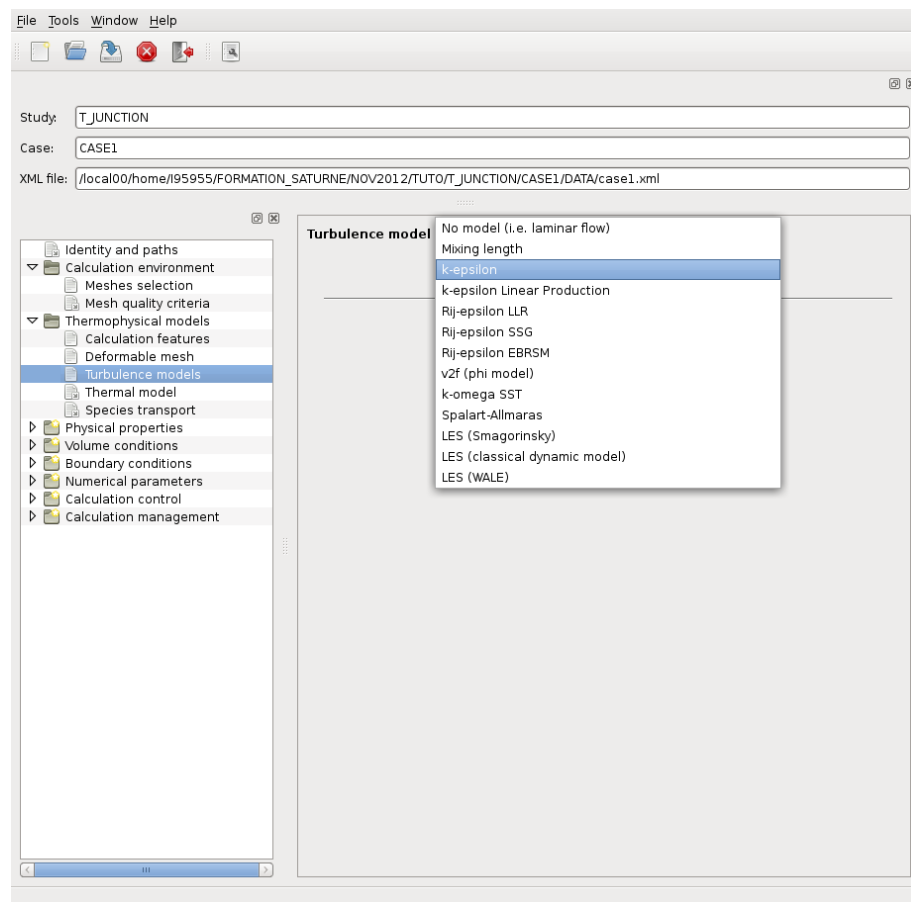 File Tools Window Help
Study: T_JUNCTION
Case: CASE1
XML file: /local00/home/I95955/FORMATION_SATURNE/NOV2012/TUTO/T_JUNCTION/CASE1/DATA/case1.xml
Identity and paths
Calculation environment
Meshes selection
Mesh quality criteria
Thermophysical models
Calculation features
Deformable mesh
Turbulence models
Thermal model
Species transport
Physical properties
Volume conditions
Boundary conditions
Numerical parameters
Calculation control
Calculation management
Turbulence model
No model (i.e. laminar flow)
Mixing length
k-epsilon
k-epsilon Linear Production
Rij-epsilon LLR
Rij-epsilon SSG
Rij-epsilon EBRSM
v2f (phi model)
k-omega SST
Spalart-Allmaras
LES (Smagorinsky)
LES (classical dynamic model)
LES (WALE)